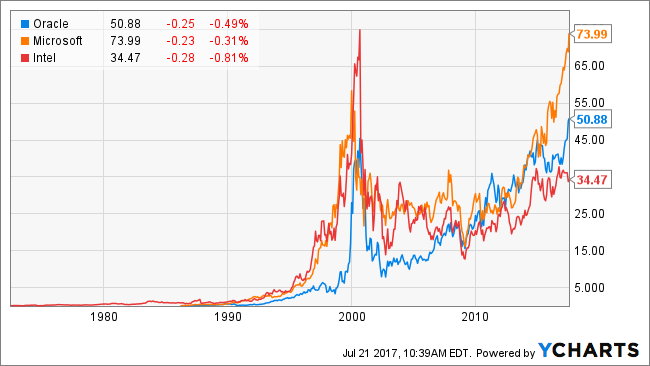 Oracle 50.88 -0.25 -0.49%
Microsoft 73.99 -0.23 -0.31%
Intel 34.47 -0.28 -0.81%
73.99
65.00
55.00
50.88
45.00
34.47
25.00
15.00
5.000
1980 1990 2000 2010
Jul 21 2017, 10:39AM EDT. Powered by YCHARTS